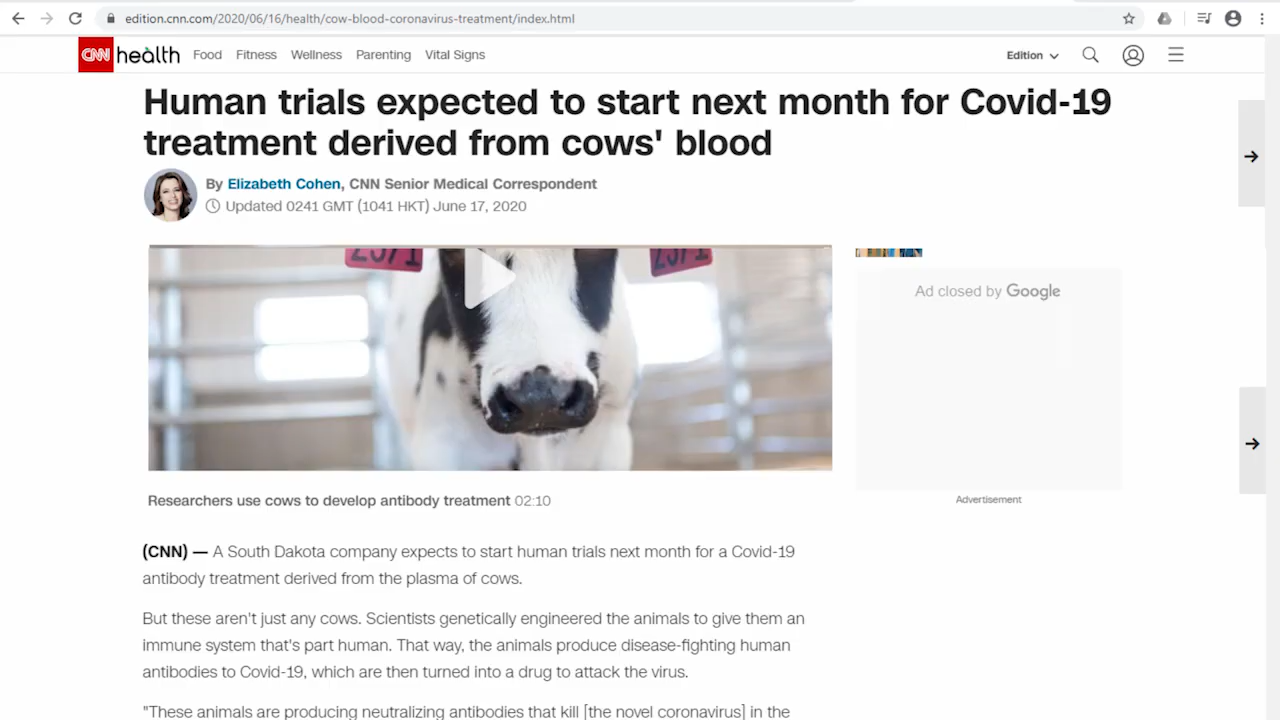 edition.cnn.com/2020/06/16/health/cow-blood-coronavirus-treatment/index.html
CNN health Food Fitness Wellness Parenting Vital Signs Edition
Human trials expected to start next month for Covid-19
treatment derived from cows' blood
By Elizabeth Cohen, CNN Senior Medical Correspondent
Updated 0241 GMT (1041 HKT) June 17, 2020
2371 2371
Ad closed by Google
Researchers use cows to develop antibody treatment 02:10
Advertisement
(CNN) — A South Dakota company expects to start human trials next month for a Covid-19
antibody treatment derived from the plasma of cows.
But these aren't just any cows. Scientists genetically engineered the animals to give them an
immune system that's part human. That way, the animals produce disease-fighting human
antibodies to Covid-19, which are then turned into a drug to attack the virus.
"These animals are producing neutralizing antibodies that kill [the novel coronavirus] in the